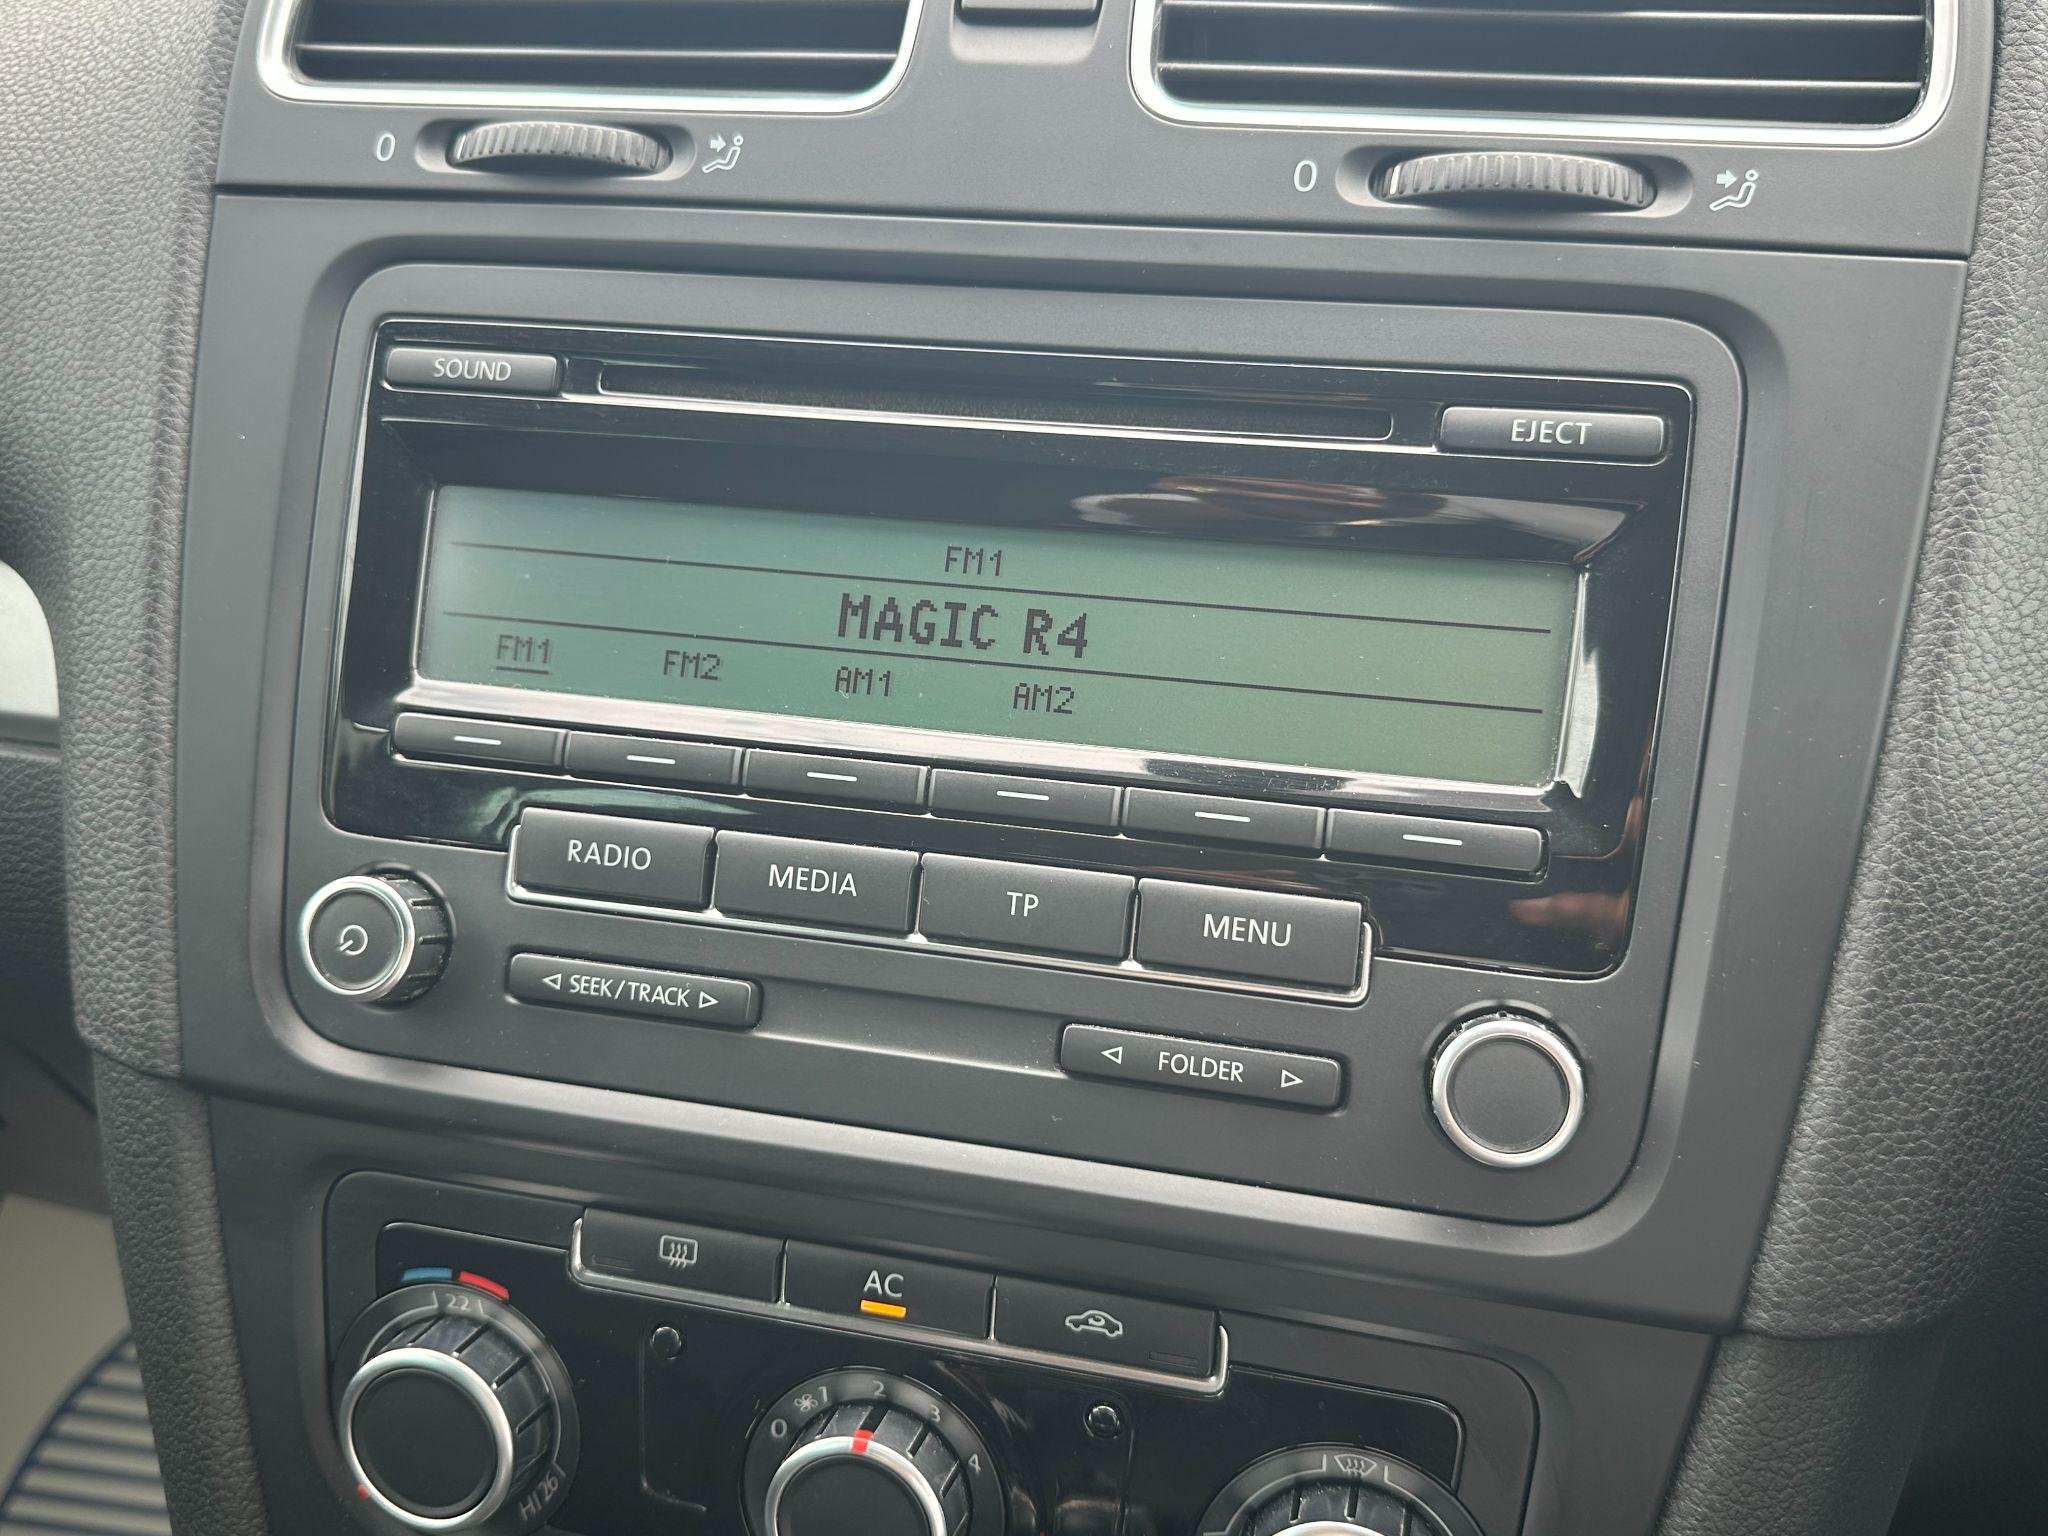 0
0
SOUND
EJECT
FM1
MAGIC R4
FM1 FM2 AM1 AM2
RADIO MEDIA TP MENU
◁ SEEK/TRACK ▷
◁ FOLDER ▷
AC
22
HI 26
0 1 2 3 4